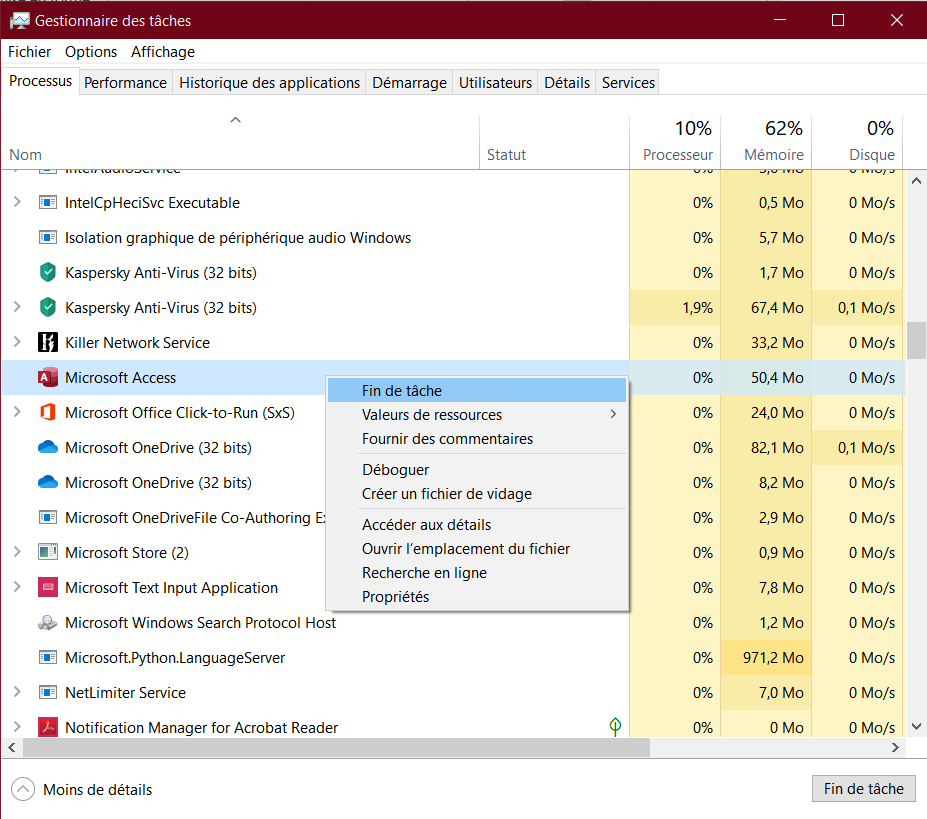 Gestionnaire des tâches
Fichier Options Affichage
Processus Performance Historique des applications Démarrage Utilisateurs Détails Services
10% 62% 0%
Nom Statut Processeur Mémoire Disque
IntelAudioService 0% 5,6 Mo 0 Mo/s
IntelCpHeciSvc Executable 0% 0,5 Mo 0 Mo/s
Isolation graphique de périphérique audio Windows 0% 5,7 Mo 0 Mo/s
Kaspersky Anti-Virus (32 bits) 0% 1,7 Mo 0 Mo/s
Kaspersky Anti-Virus (32 bits) 1,9% 67,4 Mo 0,1 Mo/s
Killer Network Service 0% 33,2 Mo 0 Mo/s
Microsoft Access 0% 50,4 Mo 0 Mo/s
Microsoft Office Click-to-Run (SxS) 0% 24,0 Mo 0 Mo/s
Microsoft OneDrive (32 bits) 0% 82,1 Mo 0,1 Mo/s
Microsoft OneDrive (32 bits) 0% 8,2 Mo 0 Mo/s
Microsoft OneDriveFile Co-Authoring Ex 0% 2,9 Mo 0 Mo/s
Microsoft Store (2) 0% 0,9 Mo 0 Mo/s
Microsoft Text Input Application 0% 7,8 Mo 0 Mo/s
Microsoft Windows Search Protocol Host 0% 1,2 Mo 0 Mo/s
Microsoft.Python.LanguageServer 0% 971,2 Mo 0 Mo/s
NetLimiter Service 0% 7,0 Mo 0 Mo/s
Notification Manager for Acrobat Reader 0% 0 Mo 0 Mo/s
Fin de tâche
Valeurs de ressources
Fournir des commentaires
Déboguer
Créer un fichier de vidage
Accéder aux détails
Ouvrir l'emplacement du fichier
Recherche en ligne
Propriétés
Moins de détails Fin de tâche